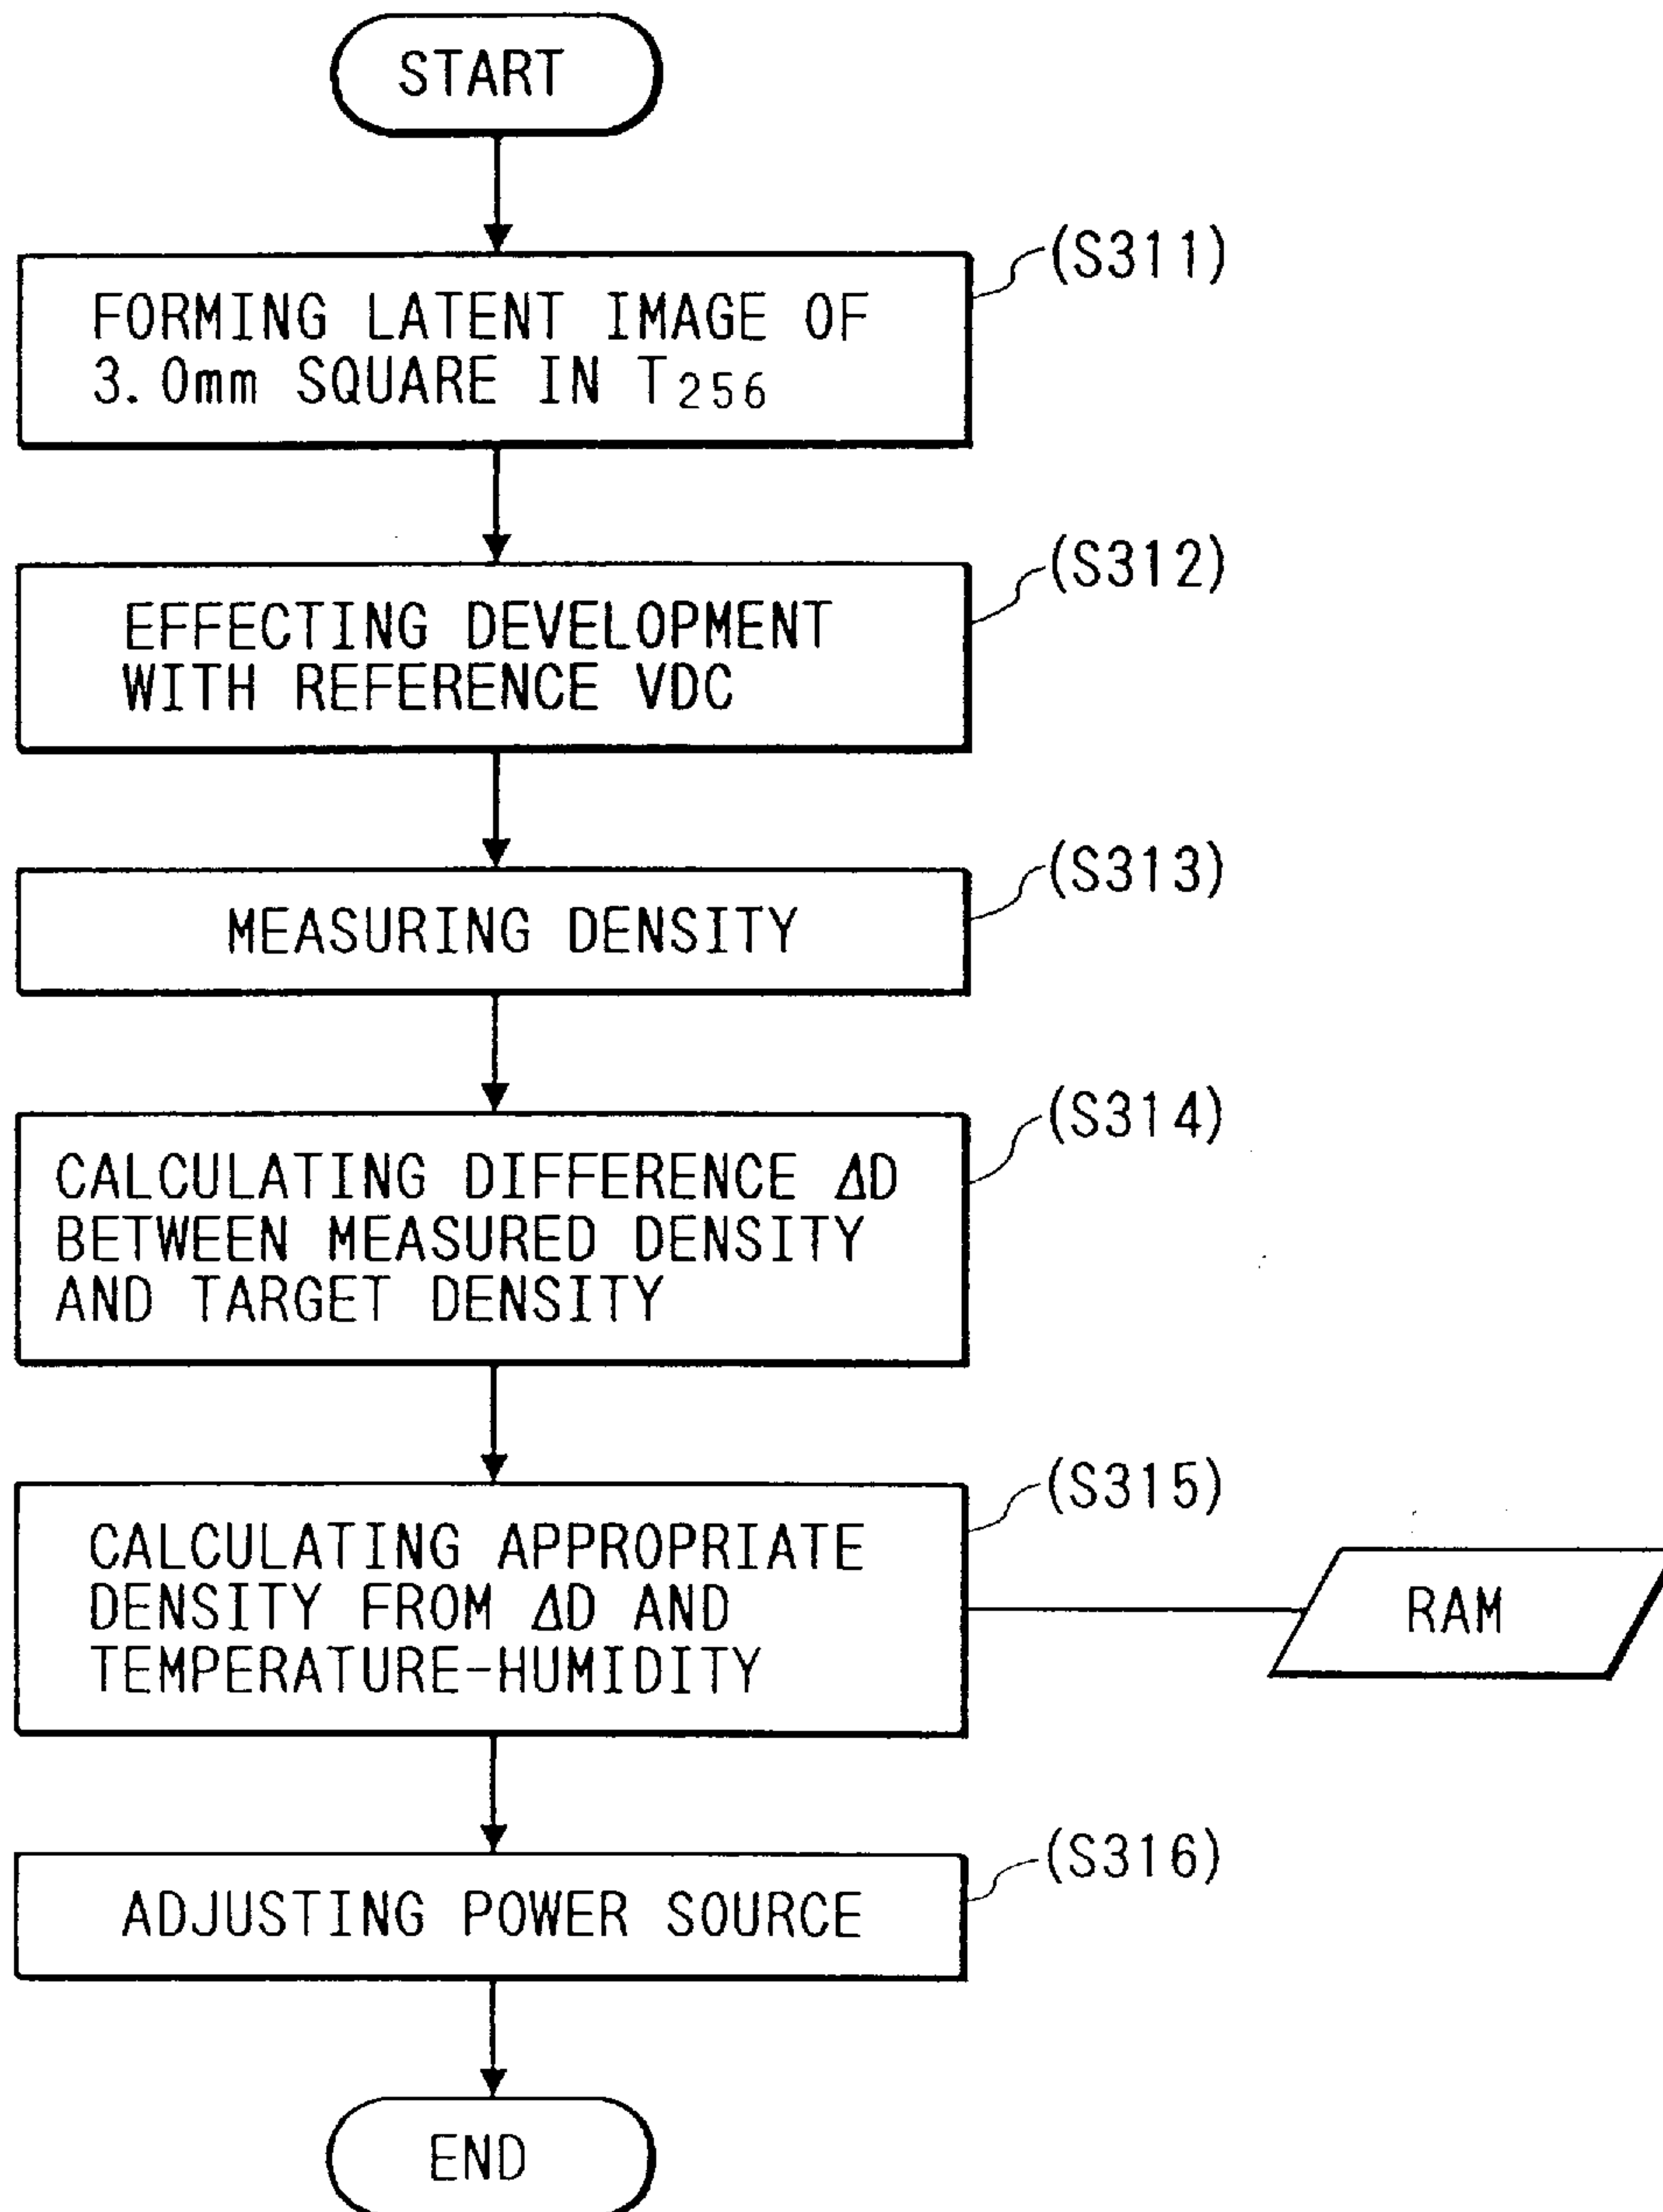 START
(S311)
FORMING LATENT IMAGE OF
3.0mm SQUARE IN T₂₅₆
(S312)
EFFECTING DEVELOPMENT
WITH REFERENCE VDC
(S313)
MEASURING DENSITY
(S314)
CALCULATING DIFFERENCE ΔD
BETWEEN MEASURED DENSITY
AND TARGET DENSITY
(S315)
CALCULATING APPROPRIATE
DENSITY FROM ΔD AND
TEMPERATURE-HUMIDITY
RAM
(S316)
ADJUSTING POWER SOURCE
END